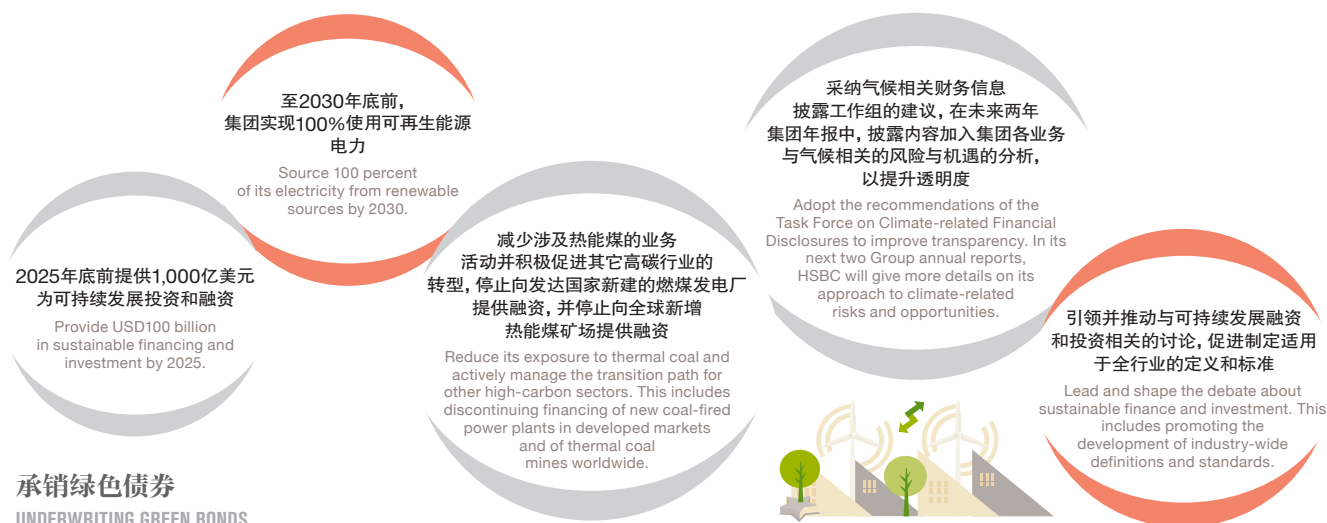 2025年底前提供1,000亿美元
为可持续发展投资和融资
Provide USD100 billion
in sustainable financing and
investment by 2025.
至2030年底前，
集团实现100%使用可再生能源
电力
Source 100 percent
of its electricity from renewable
sources by 2030.
减少涉及热能煤的业务
活动并积极促进其它高碳行业的
转型，停止向发达国家新建的燃煤发电厂
提供融资，并停止向全球新增
热能煤矿场提供融资
Reduce its exposure to thermal coal and
actively manage the transition path for
other high-carbon sectors. This includes
discontinuing financing of new coal-fired
power plants in developed markets
and of thermal coal
mines worldwide.
采纳气候相关财务信息
披露工作组的建议，在未来两年
集团年报中，披露内容加入集团各业务
与气候相关的风险与机遇的分析，
以提升透明度
Adopt the recommendations of the
Task Force on Climate-related Financial
Disclosures to improve transparency. In its
next two Group annual reports,
HSBC will give more details on its
approach to climate-related
risks and opportunities.
引领并推动与可持续发展融资
和投资相关的讨论，促进制定适用
于全行业的定义和标准
Lead and shape the debate about
sustainable finance and investment. This
includes promoting the
development of industry-wide
definitions and standards.
承销绿色债券
UNDERWRITING GREEN BONDS